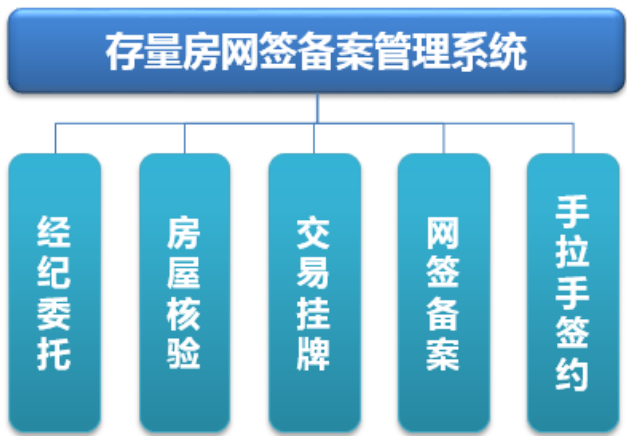 存量房网签备案管理系统
经纪委托
房屋核验
交易挂牌
网签备案
手拉手签约